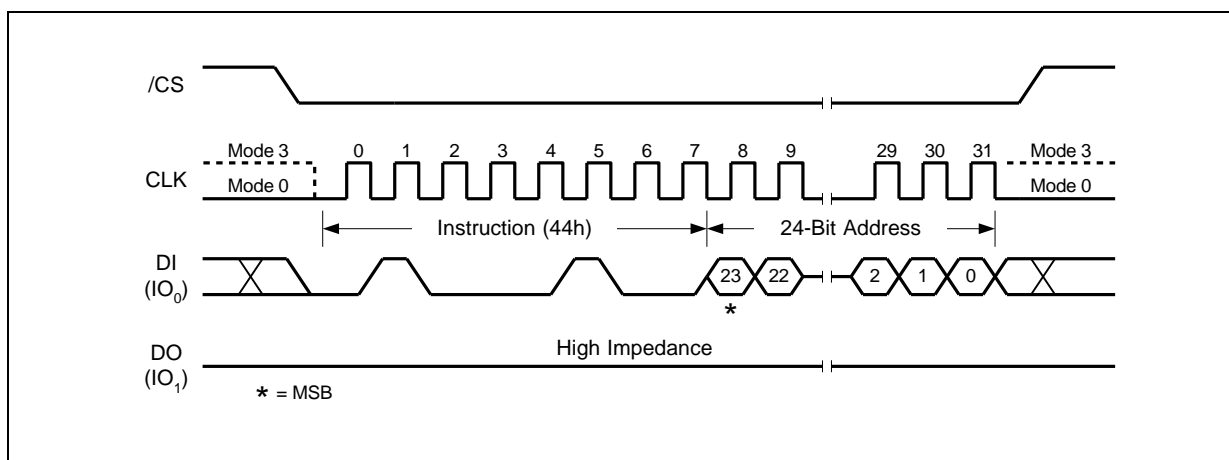 /CS
Mode 3
0 1 2 3 4 5 6 7 8 9 29 30 31
Mode 3
CLK
Mode 0
Mode 0
Instruction (44h)
24-Bit Address
DI
(IO0)
23 22 2 1 0
*
DO
(IO1)
High Impedance
* = MSB